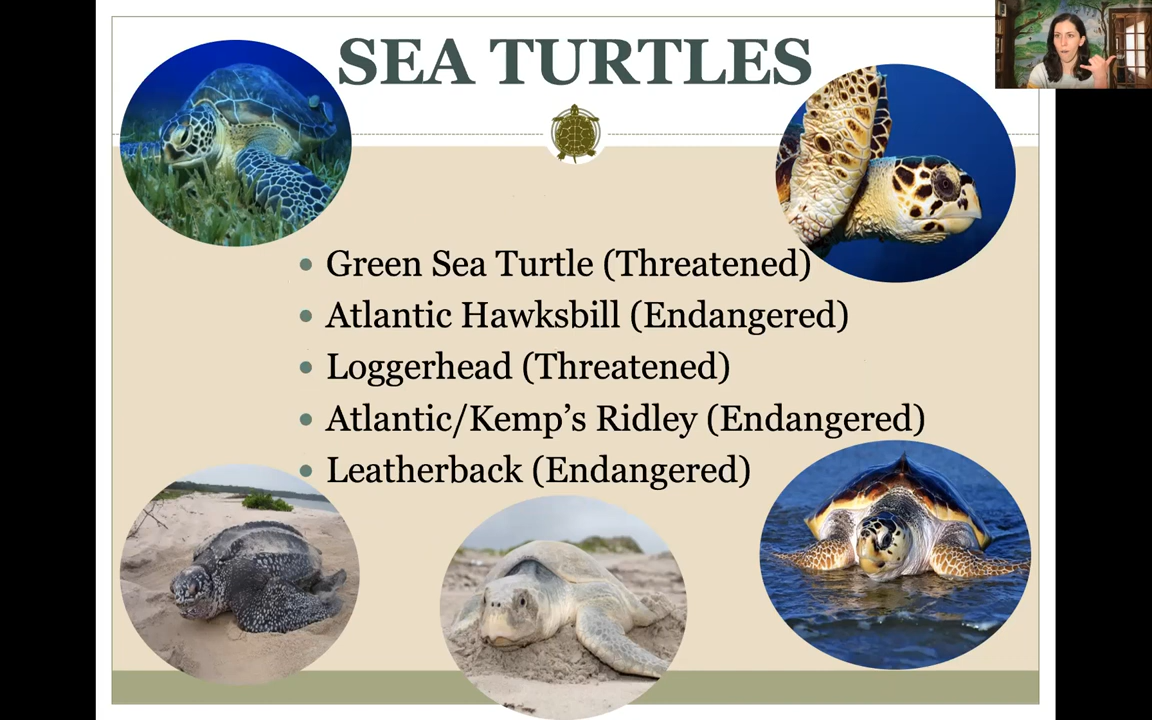 SEA TURTLES
Green Sea Turtle (Threatened)
Atlantic Hawksbill (Endangered)
Loggerhead (Threatened)
Atlantic/Kemp’s Ridley (Endangered)
Leatherback (Endangered)